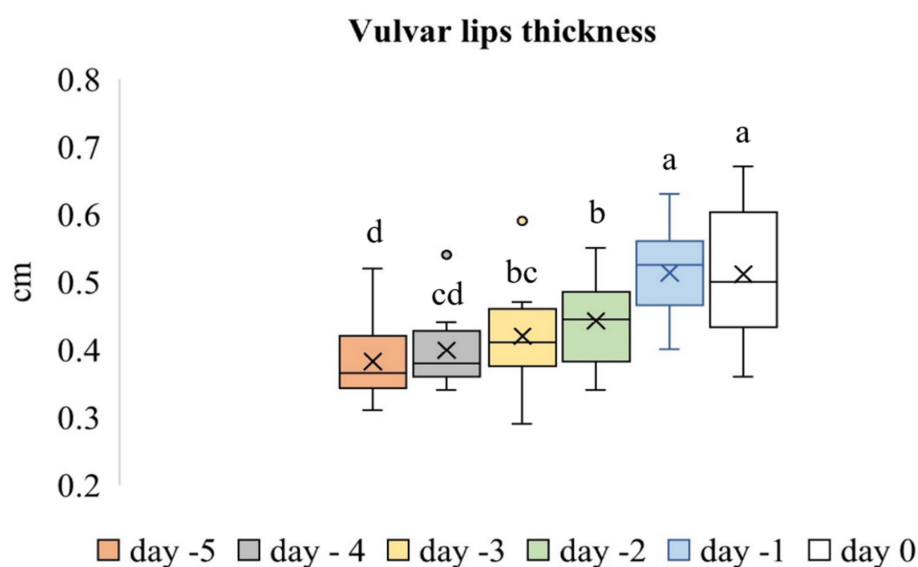 Vulvar lips thickness
0.8
0.7
0.6
0.5
0.4
0.3
0.2
cm
d
cd
bc
b
a
a
day -5 day - 4 day -3 day -2 day -1 day 0